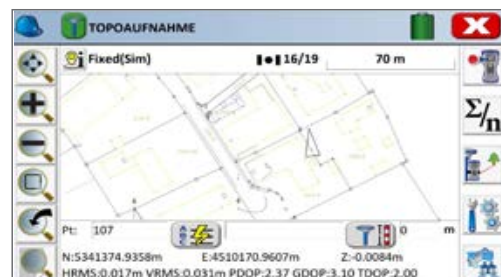 TOPOAUFNAHME
Fixed(Sim) 16/19 70 m
Σ/n
Pt: 107 0 m
N:5341374.9358m E:4510170.9607m Z:-0.0084m
HRMS:0.017m VRMS:0.031m PDOP:2.37 GDOP:3.10 TDOP:2.00